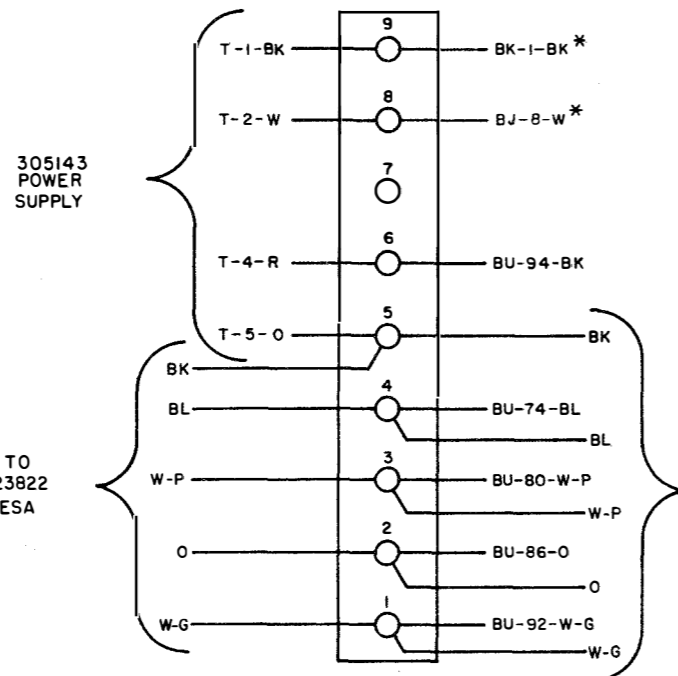 9
T-1-BK
BK-1-BK*
8
T-2-W
BJ-8-W*
7
305143
POWER
SUPPLY
6
T-4-R
BU-94-BK
5
T-5-O
BK
BK
4
BL
BU-74-BL
BL
TO
23822
ESA
3
W-P
BU-80-W-P
W-P
2
O
BU-86-O
O
1
W-G
BU-92-W-G
W-G